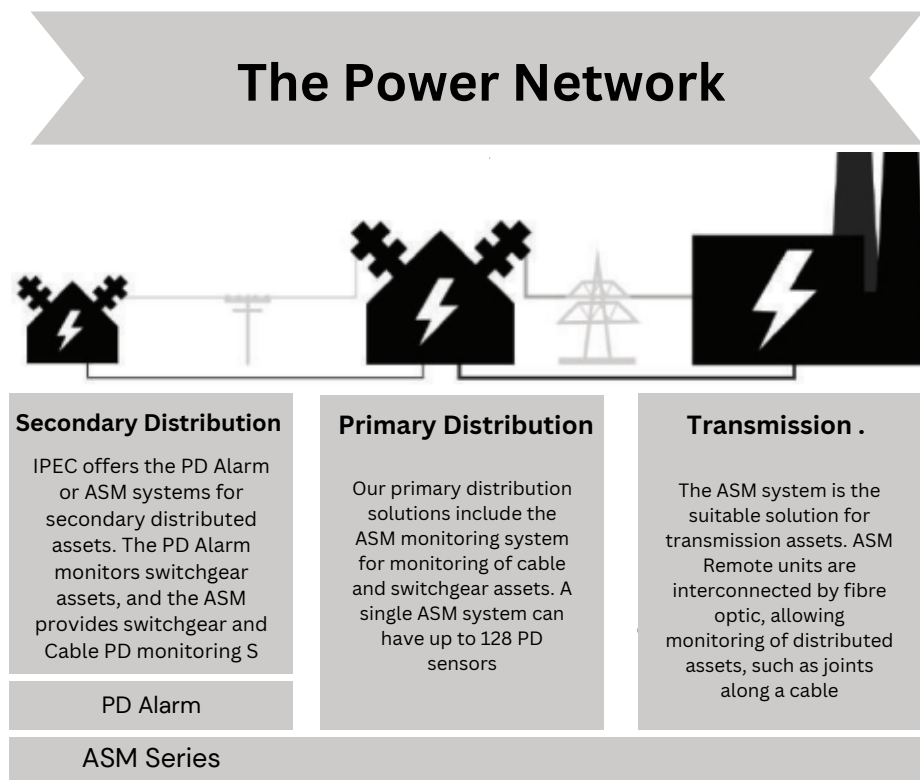 The Power Network
Secondary Distribution
IPEC offers the PD Alarm
or ASM systems for
secondary distributed
assets. The PD Alarm
monitors switchgear
assets, and the ASM
provides switchgear and
Cable PD monitoring S
PD Alarm
Primary Distribution
Our primary distribution
solutions include the
ASM monitoring system
for monitoring of cable
and switchgear assets. A
single ASM system can
have up to 128 PD
sensors
Transmission .
The ASM system is the
suitable solution for
transmission assets. ASM
Remote units are
interconnected by fibre
optic, allowing
monitoring of distributed
assets, such as joints
along a cable
ASM Series